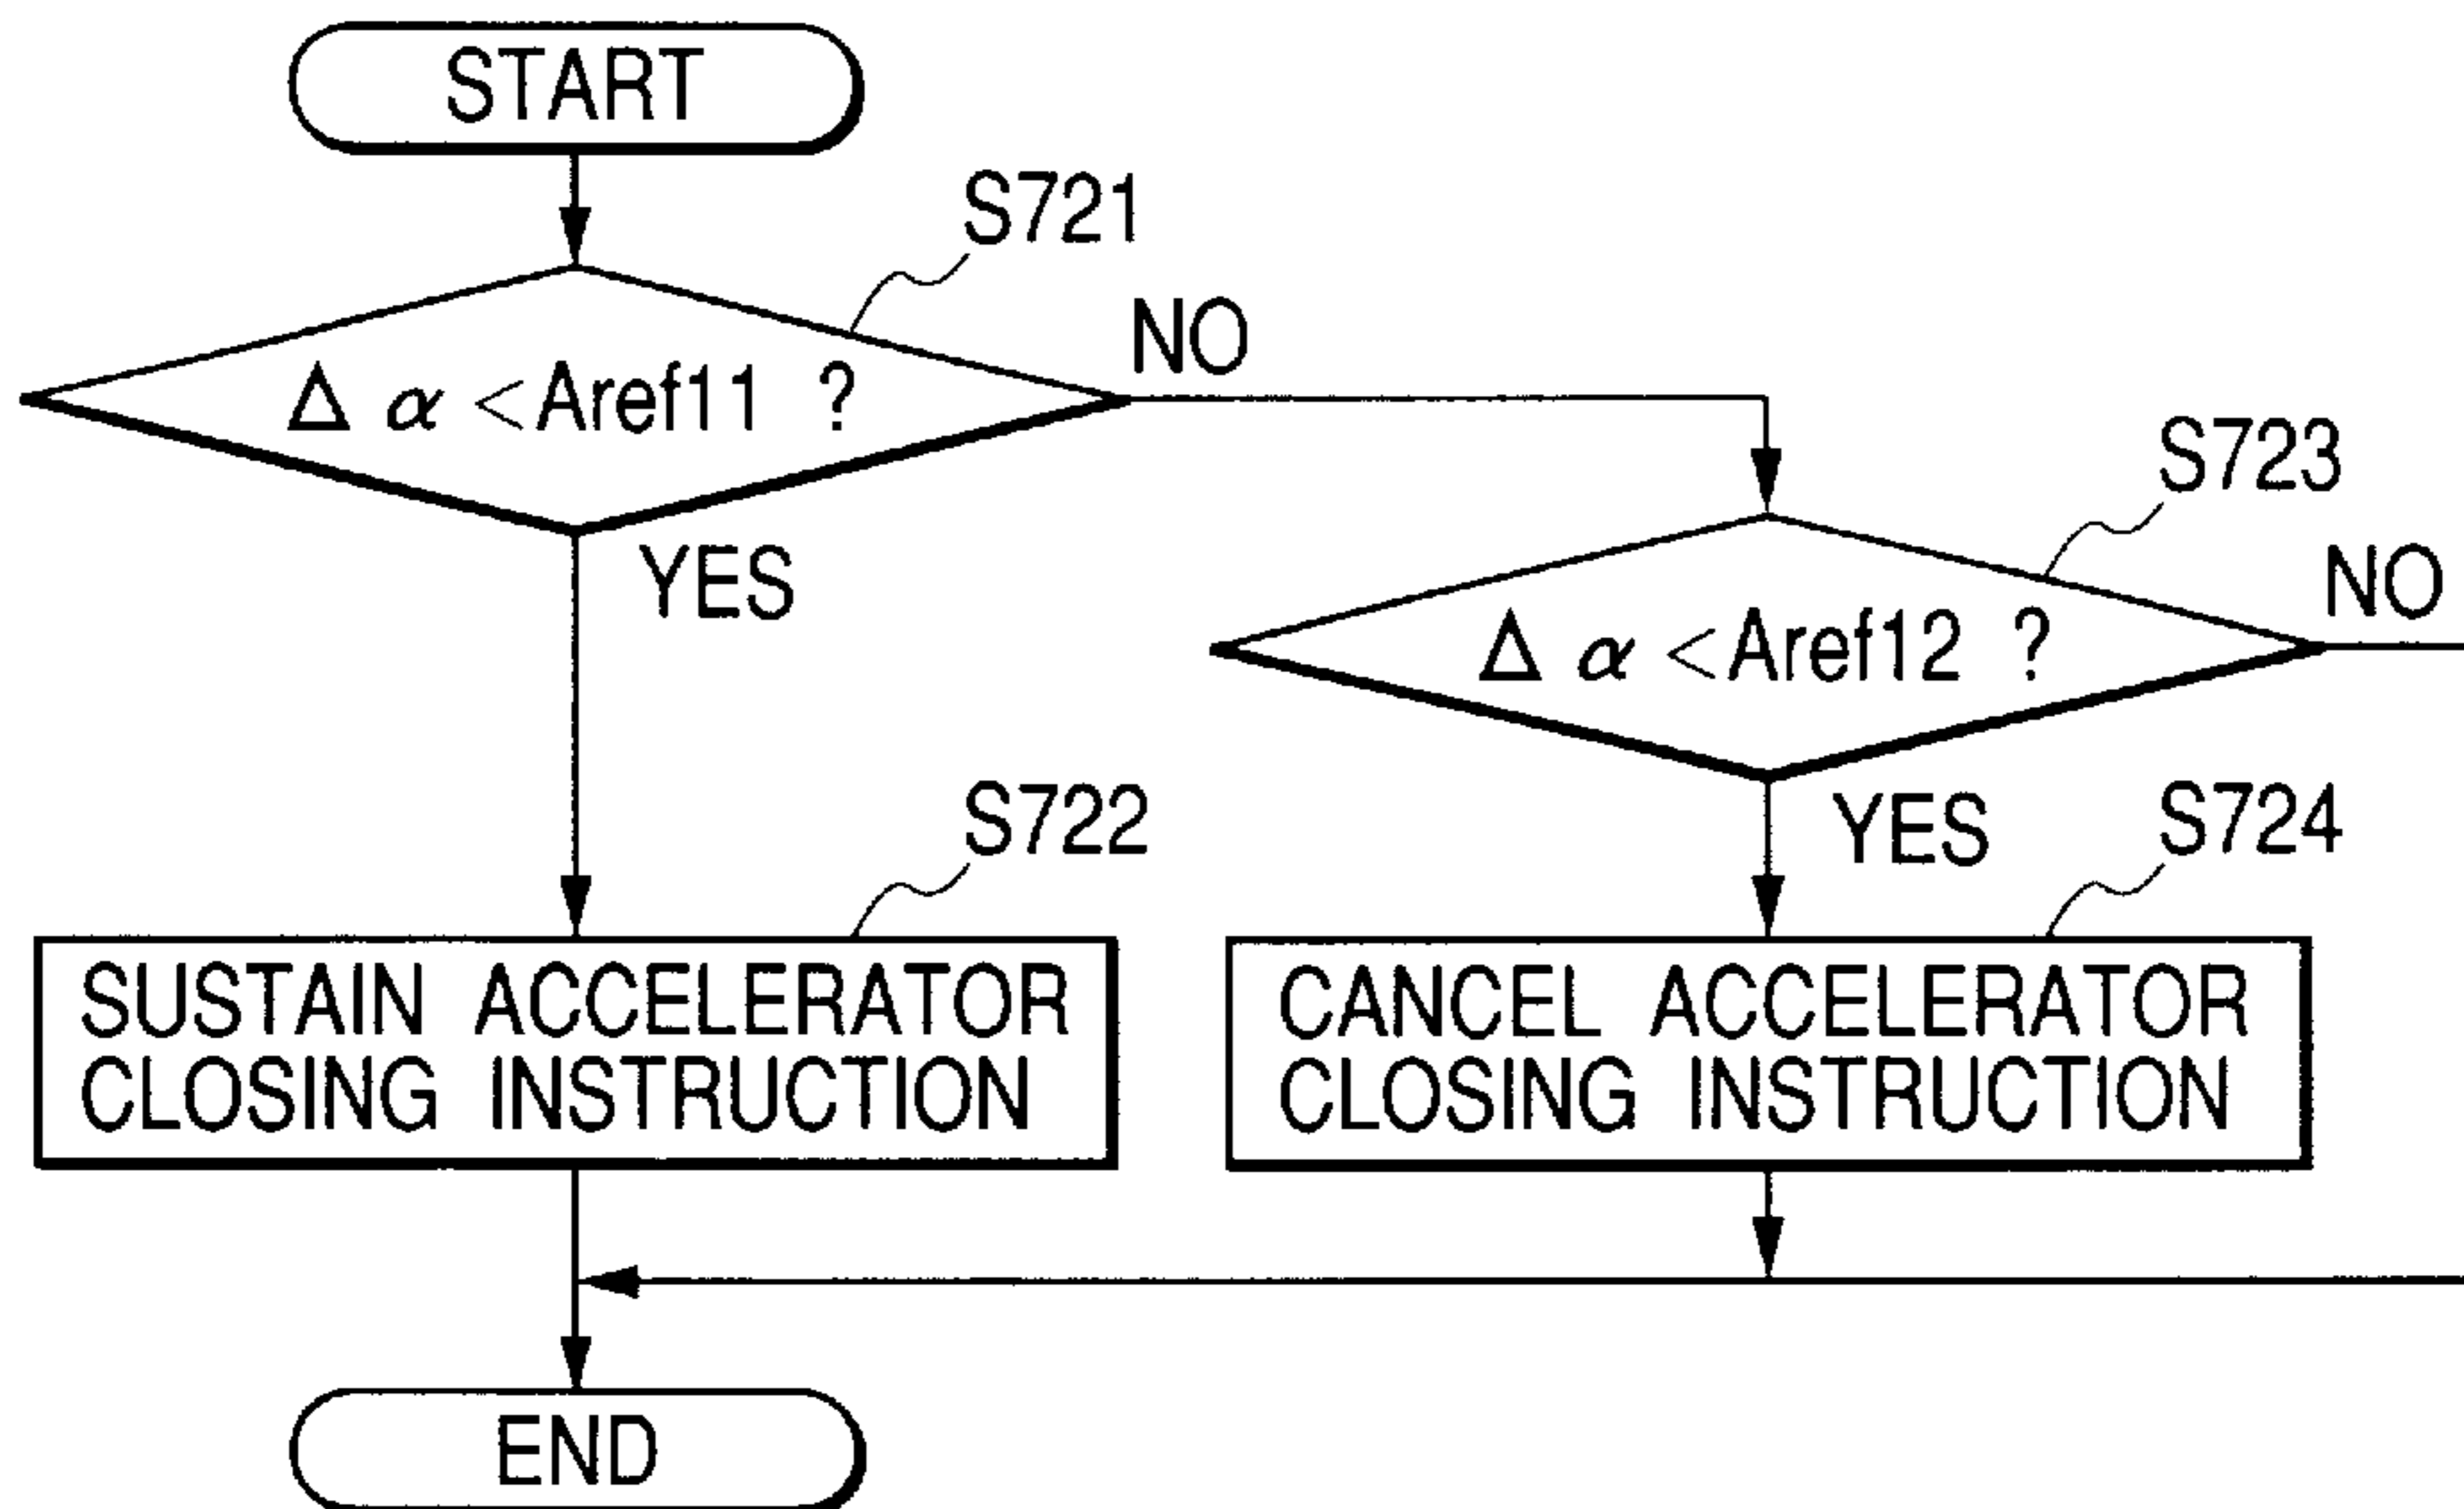 START
S721
NO
Δ α <Aref11 ?
YES
S723
NO
Δ α <Aref12 ?
YES
S722
SUSTAIN ACCELERATOR
CLOSING INSTRUCTION
S724
CANCEL ACCELERATOR
CLOSING INSTRUCTION
END